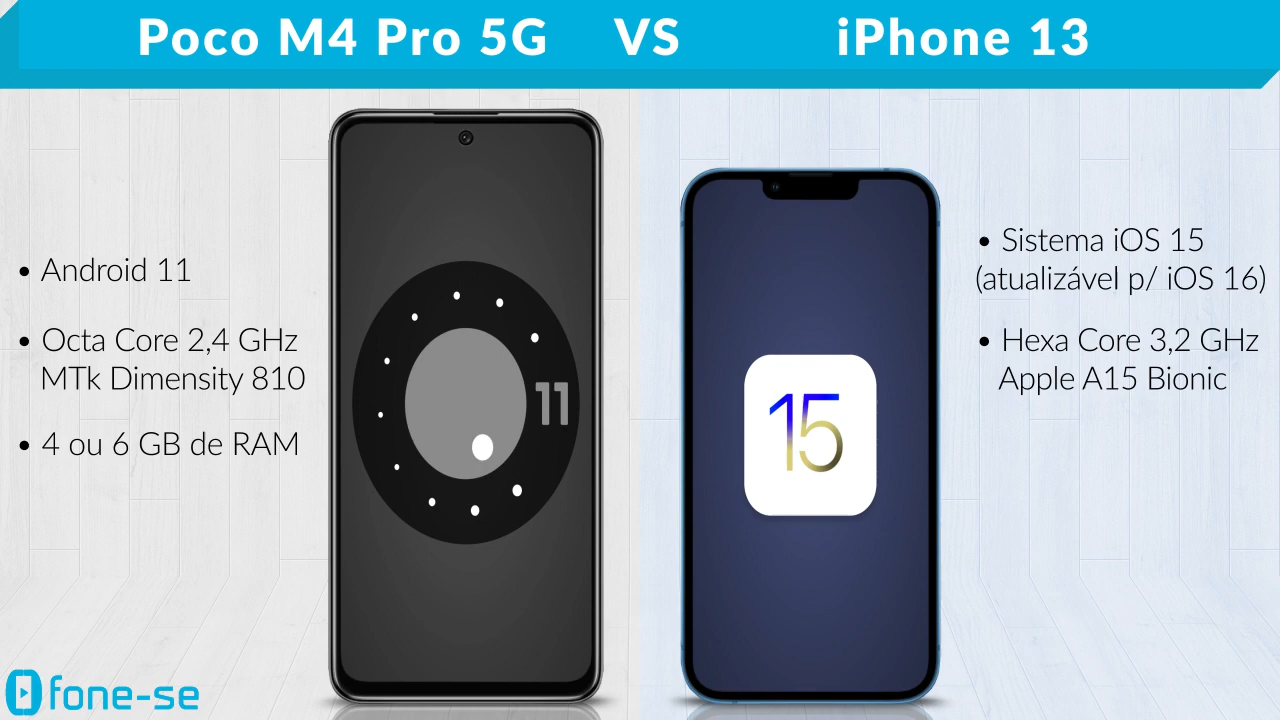 Poco M4 Pro 5G VS iPhone 13
• Android 11
• Octa Core 2,4 GHz
MTk Dimensity 810
• 4 ou 6 GB de RAM
11
15
• Sistema iOS 15
(atualizável p/ iOS 16)
• Hexa Core 3,2 GHz
Apple A15 Bionic
fone-se